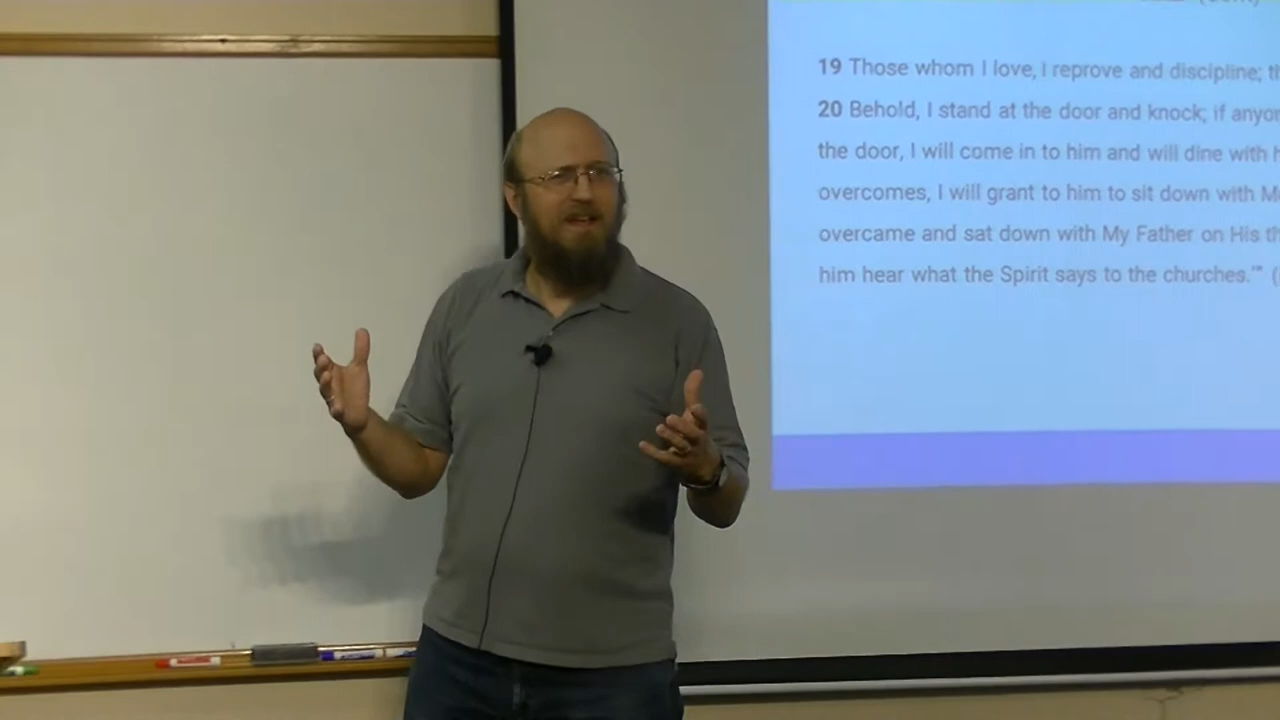 19 Those whom I love, I reprove and discipline;
20 Behold, I stand at the door and knock; if
the door, I will come in to him and will dine with
overcomes, I will grant to him to sit down with
overcame and sat down with My Father on His
him hear what the Spirit says to the churches.'" (